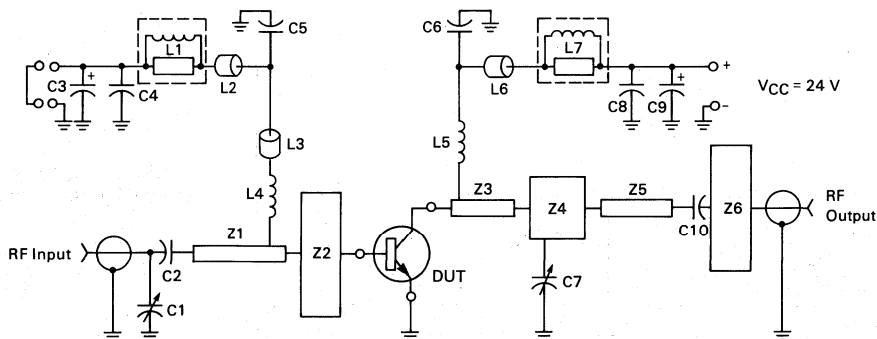 C5
C6
L1
L7
C3
+
C4
L2
L6
C8
+
C9
+
−
VCC = 24 V
L3
L5
L4
Z1
Z2
Z3
Z4
Z5
Z6
C10
RF Output
RF Input
C2
C1
DUT
C7